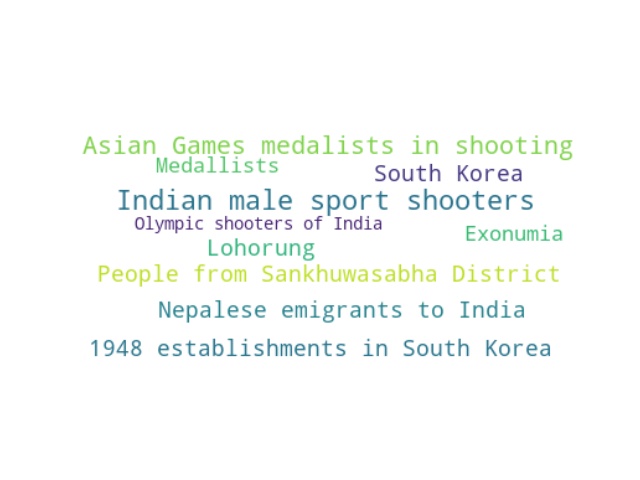 Asian Games medalists in shooting
Medallists
South Korea
Indian male sport shooters
Olympic shooters of India
Exonumia
Lohorung
People from Sankhuwasabha District
Nepalese emigrants to India
1948 establishments in South Korea